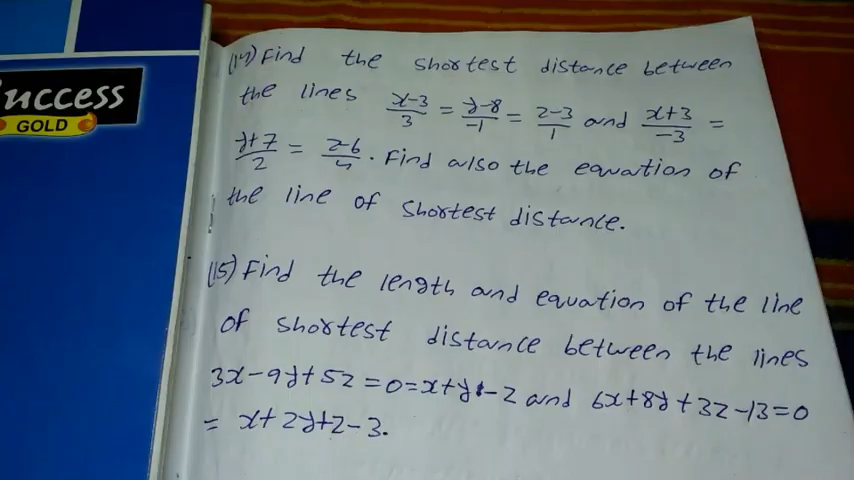 uccess
GOLD
(14) Find the shortest distance between
the lines x-3/3 = y-8/-1 = z-3/1 and x+3/-3 =
y+7/2 = z-6/4. Find also the equation of
the line of shortest distance.
(15) Find the length and equation of the line
of shortest distance between the lines
3x-9y+5z=0=x+y-z and 6x+8y+3z-13=0
= x+2y+z-3.